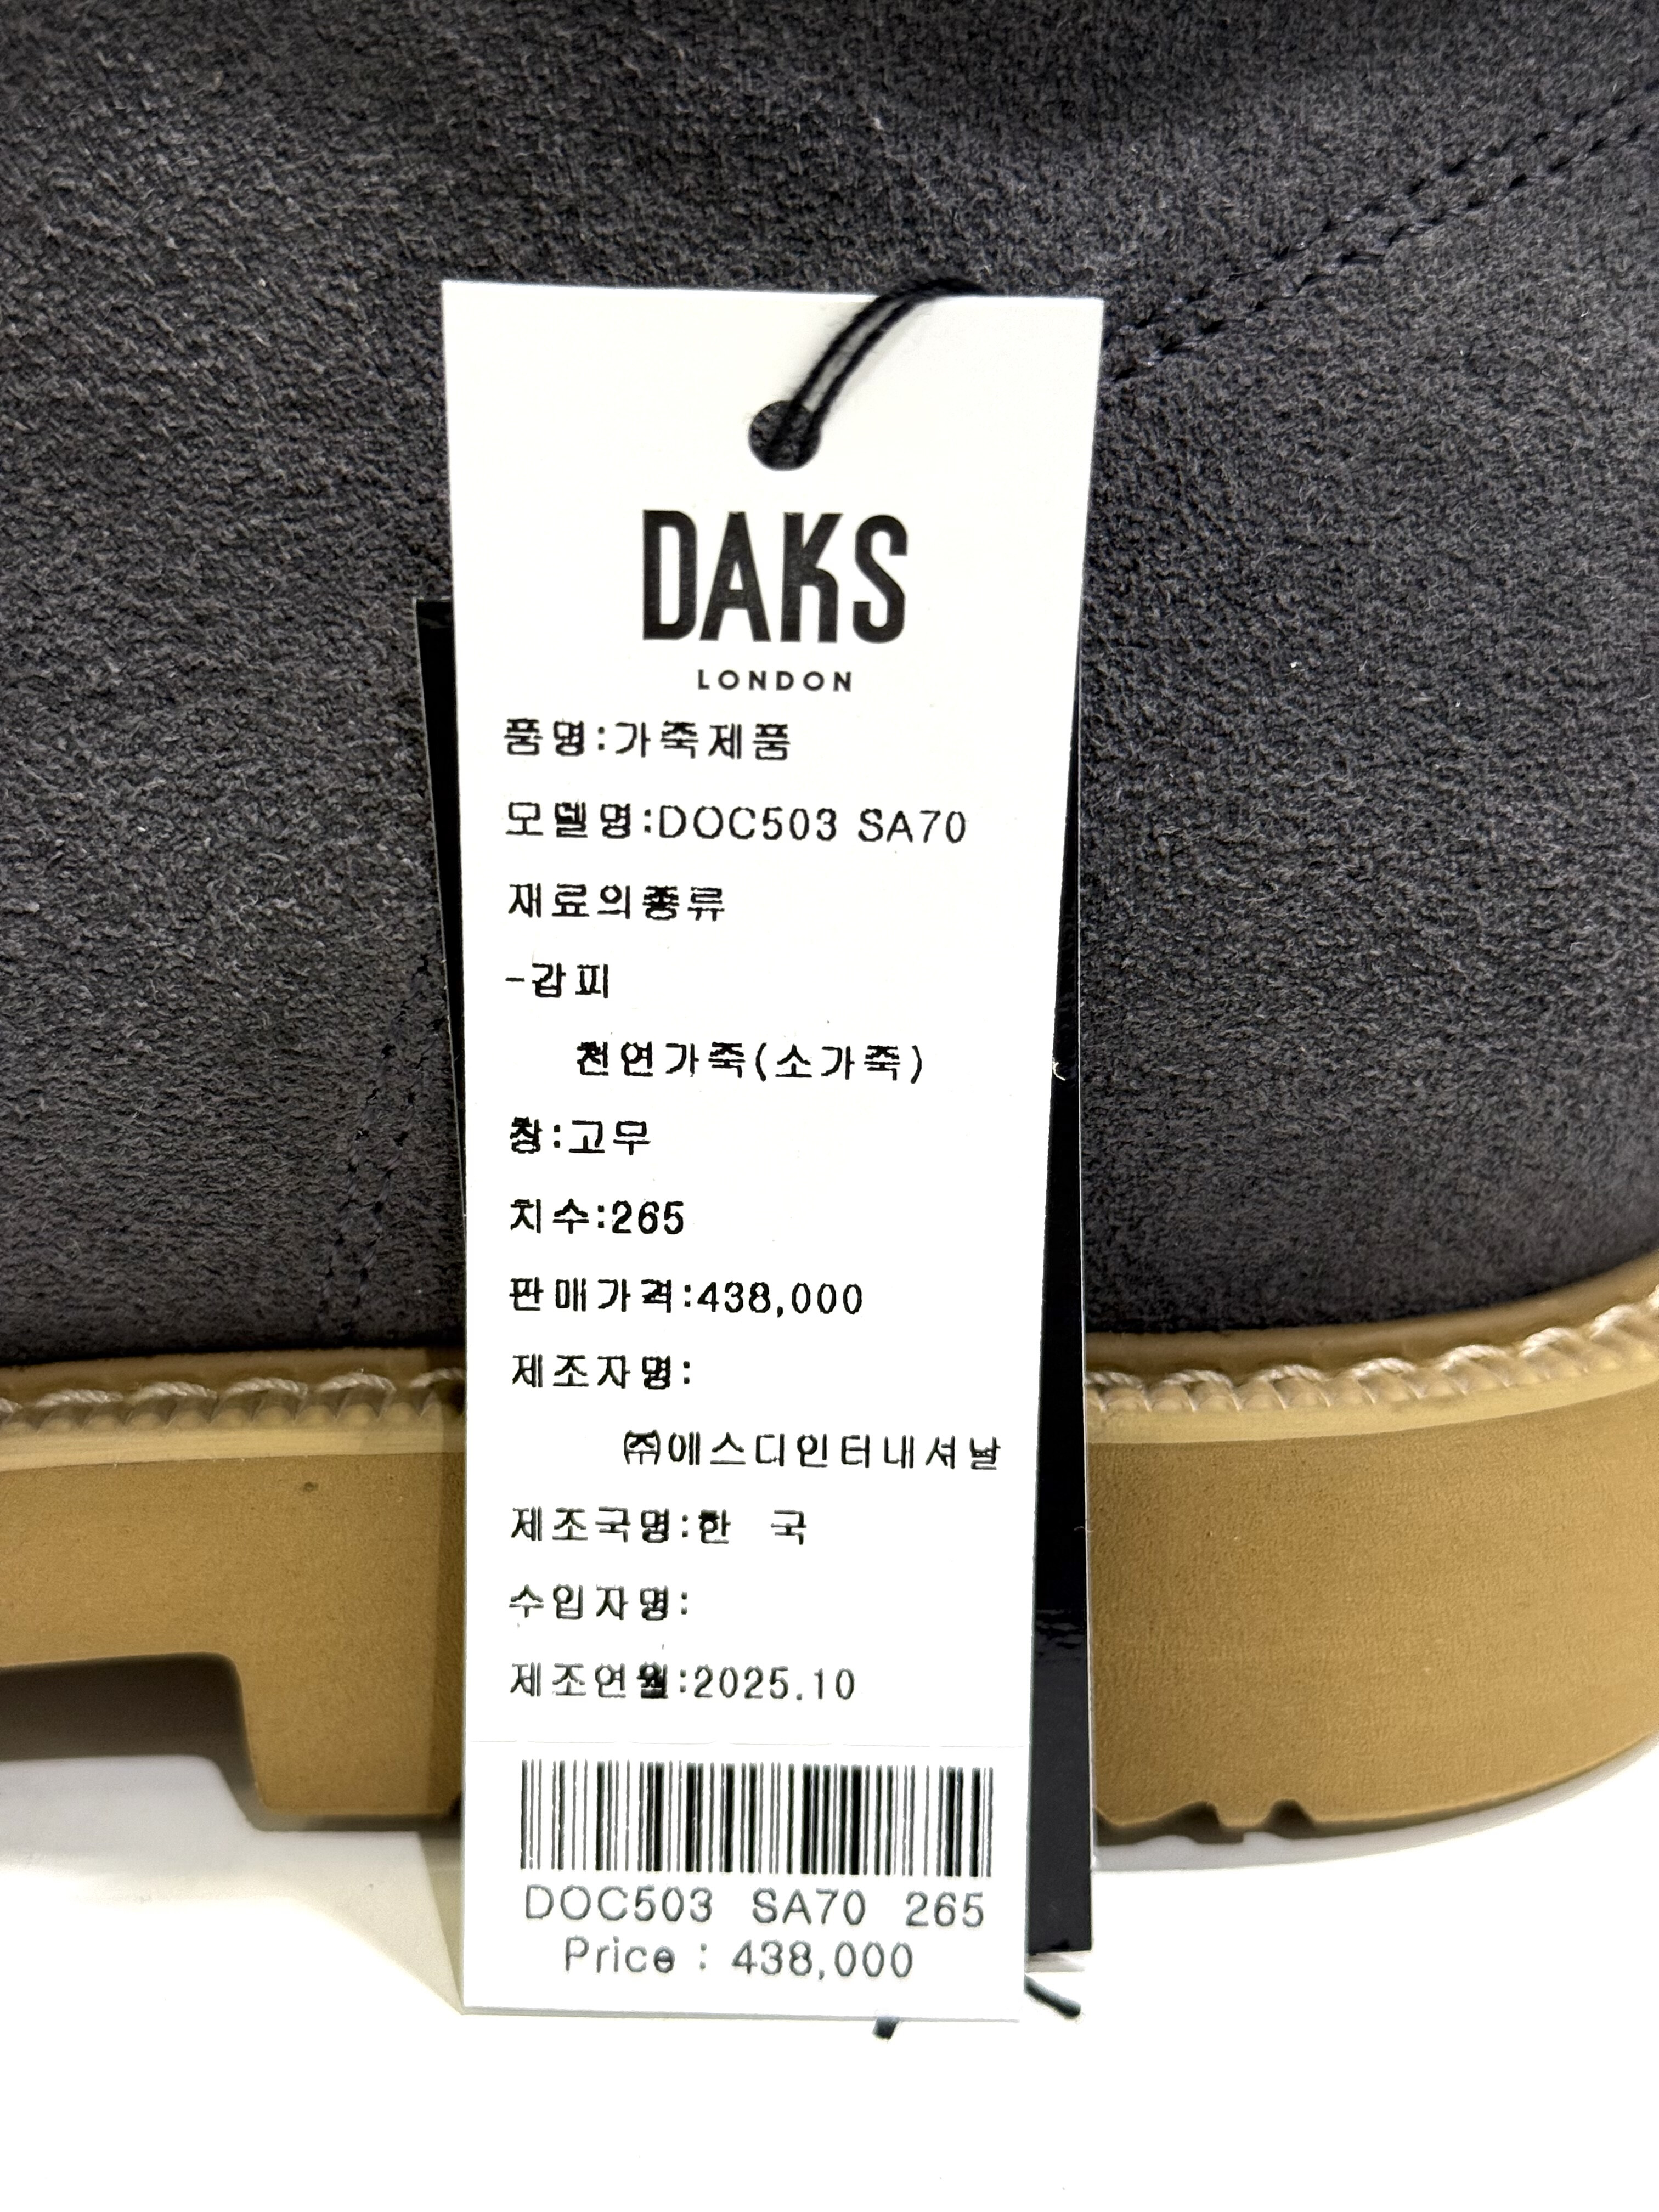 DAKS
LONDON
품명:가죽제품
모델명:DOC503 SA70
재료의종류
-갑피
천연가죽(소가죽)
창:고무
치수:265
판매가격:438,000
제조자명:
㈜에스디인터내셔날
제조국명:한 국
수입자명:
제조연월:2025.10
DOC503 SA70 265
Price : 438,000